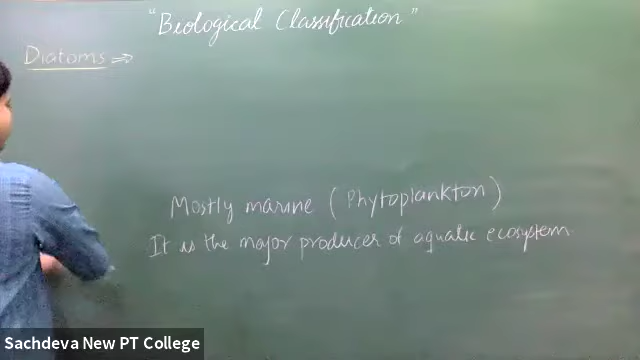 "Biological Classification"
Diatoms ⇒
Mostly marine (Phytoplankton)
It is the major producer of aquatic ecosystem.
Sachdeva New PT College